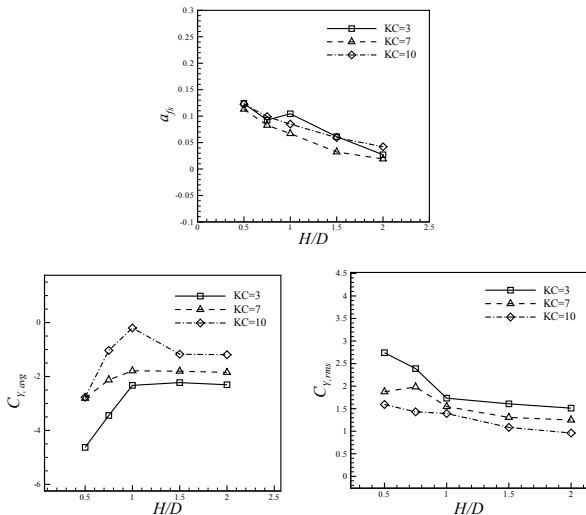 0.3
0.25
0.2
0.15
0.1
0.05
0
-0.05
-0.1
a_fs
KC=3
KC=7
KC=10
0 0.5 1 1.5 2 2.5
H/D
0
-2
-4
-6
C_Y, avg
KC=3
KC=7
KC=10
0.5 1 1.5 2 2.5
H/D
4.5
4
3.5
3
2.5
2
1.5
1
0.5
0
C_Y,rms
KC=3
KC=7
KC=10
0.5 1 1.5 2 2.5
H/D